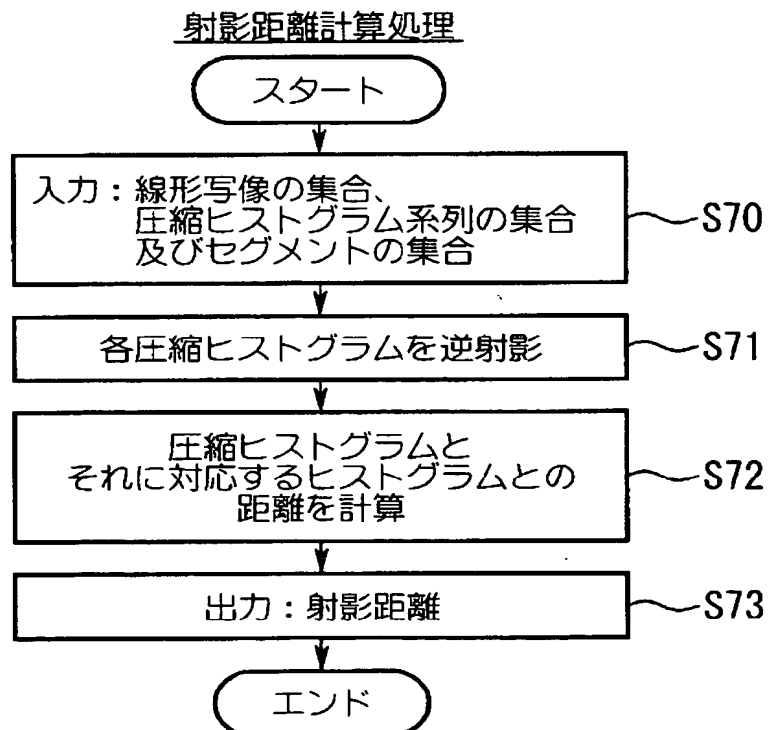 射影距離計算処理
スタート
入力：線形写像の集合、
圧縮ヒストグラム系列の集合
及びセグメントの集合
S70
各圧縮ヒストグラムを逆射影
S71
圧縮ヒストグラムと
それに対応するヒストグラムとの
距離を計算
S72
出力：射影距離
S73
エンド